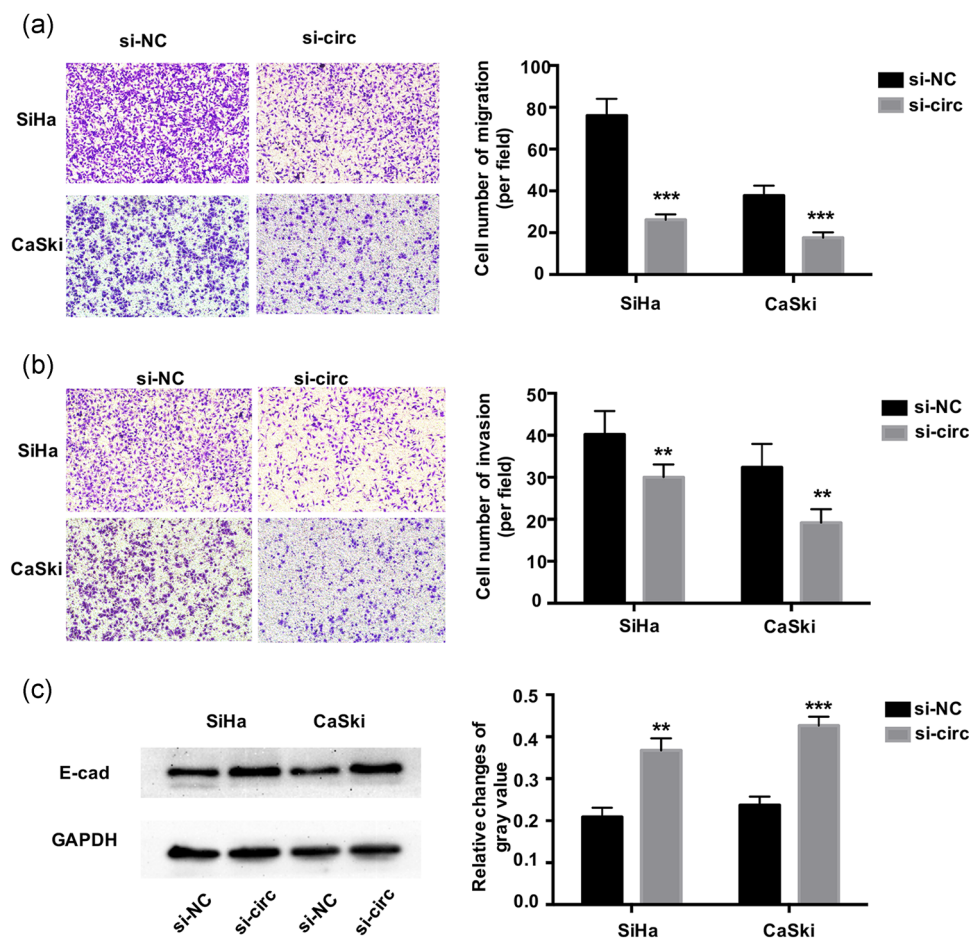 (a)
si-NC si-circ
SiHa
CaSki
Cell number of migration
(per field)
100
80
60
40
20
0
*** ***
SiHa CaSki
si-NC
si-circ
(b)
si-NC si-circ
SiHa
CaSki
Cell number of invasion
(per field)
50
40
30
20
10
0
** **
SiHa CaSki
si-NC
si-circ
(c)
SiHa CaSki
E-cad
GAPDH
si-NC si-circ si-NC si-circ
Relative changes of
gray value
0.5
0.4
0.3
0.2
0.1
0.0
** ***
SiHa CaSki
si-NC
si-circ